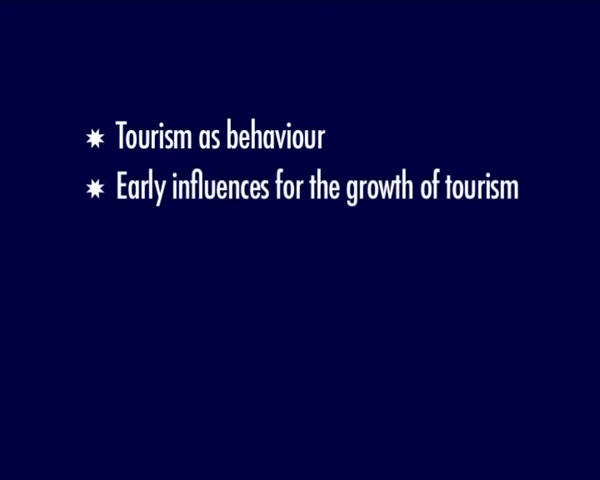 ✷ Tourism as behaviour
✷ Early influences for the growth of tourism